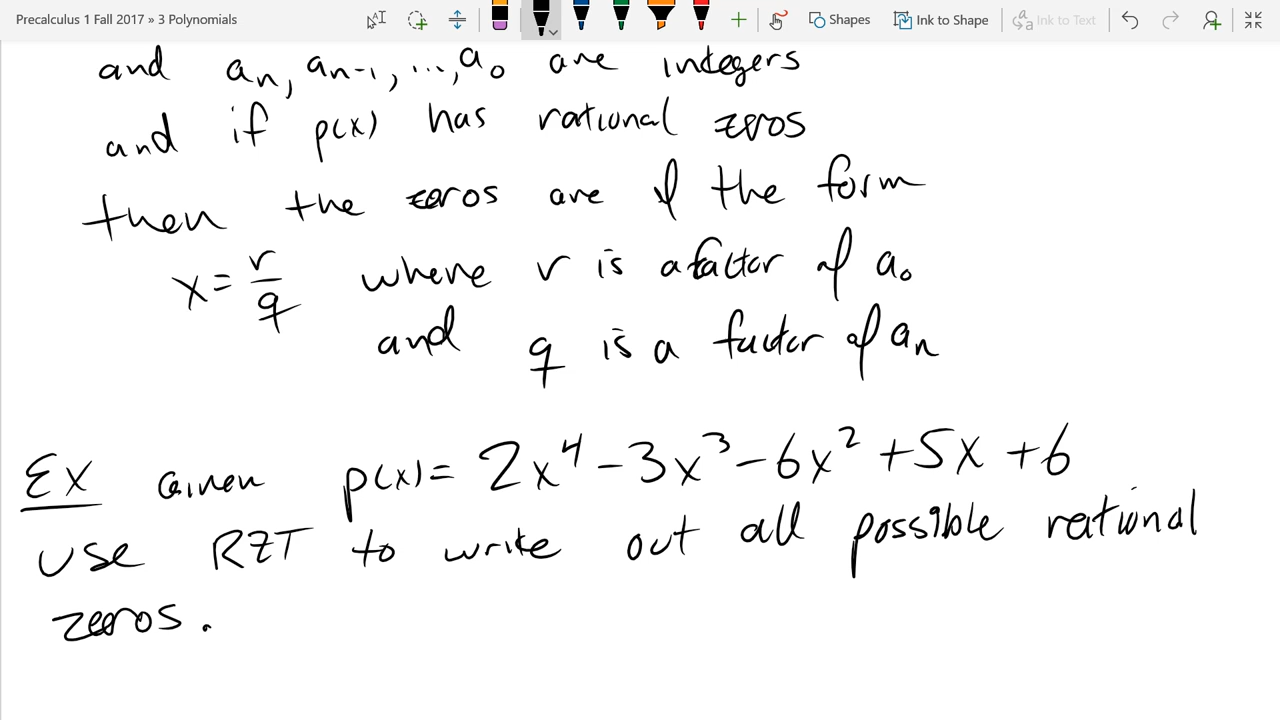 Precalculus 1 Fall 2017 » 3 Polynomials
Shapes
Ink to Shape
Ink to Text
and aₙ, aₙ₋₁, ..., a₀ are integers
and if p(x) has rational zeros
then the zeros are of the form
x = r/q where r is a factor of a₀
and q is a factor of aₙ
Ex Given p(x) = 2x⁴ - 3x³ - 6x² + 5x + 6
use RZT to write out all possible rational
zeros.